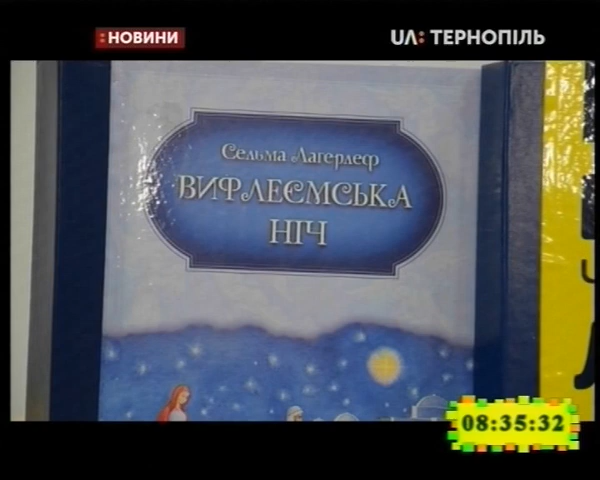 :НОВИНИ
UA: ТЕРНОПІЛЬ
Сельма Лагерлеф
ВИФЛЕЄМСЬКА
НІЧ
08:35:32